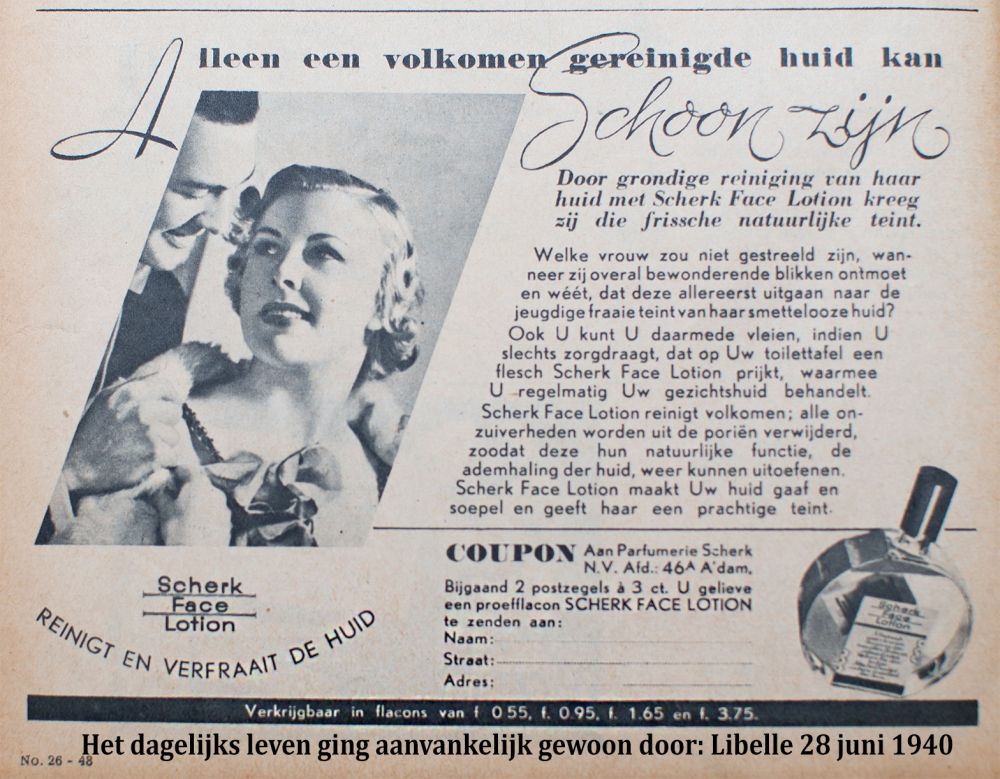 Alleen een volkomen gereinigde huid kan
Schoon zijn
Door grondige reiniging van haar
huid met Scherk Face Lotion kreeg
zij die frissche natuurlijke teint.
Welke vrouw zou niet gestreeld zijn, wan-
neer zij overal bewonderende blikken ontmoet
en wéét, dat deze allereerst uitgaan naar de
jeugdige fraaie teint van haar smettelooze huid?
Ook U kunt U daarmede vleien, indien U
slechts zorgdraagt, dat op Uw toilettafel een
flesch Scherk Face Lotion prijkt, waarmee
U regelmatig Uw gezichtshuid behandelt.
Scherk Face Lotion reinigt volkomen; alle on-
zuiverheden worden uit de poriën verwijderd,
zoodat deze hun natuurlijke functie, de
ademhaling der huid, weer kunnen uitoefenen.
Scherk Face Lotion maakt Uw huid gaaf en
soepel en geeft haar een prachtige teint.
Scherk
Face
Lotion
REINIGT EN VERFRAAIT DE HUID
COUPON Aan Parfumerie Scherk
N.V. Afd.: 46A A'dam.
Bijgaand 2 postzegels à 3 ct. U gelieve
een proefflacon SCHERK FACE LOTION
te zenden aan:
Naam:
Straat:
Adres:
Scherk
Face
Lotion
Verkrijgbaar in flacons van f 0.55, f. 0.95, f. 1.65 en f. 3.75.
Het dagelijks leven ging aanvankelijk gewoon door: Libelle 28 juni 1940
No. 26 - 48